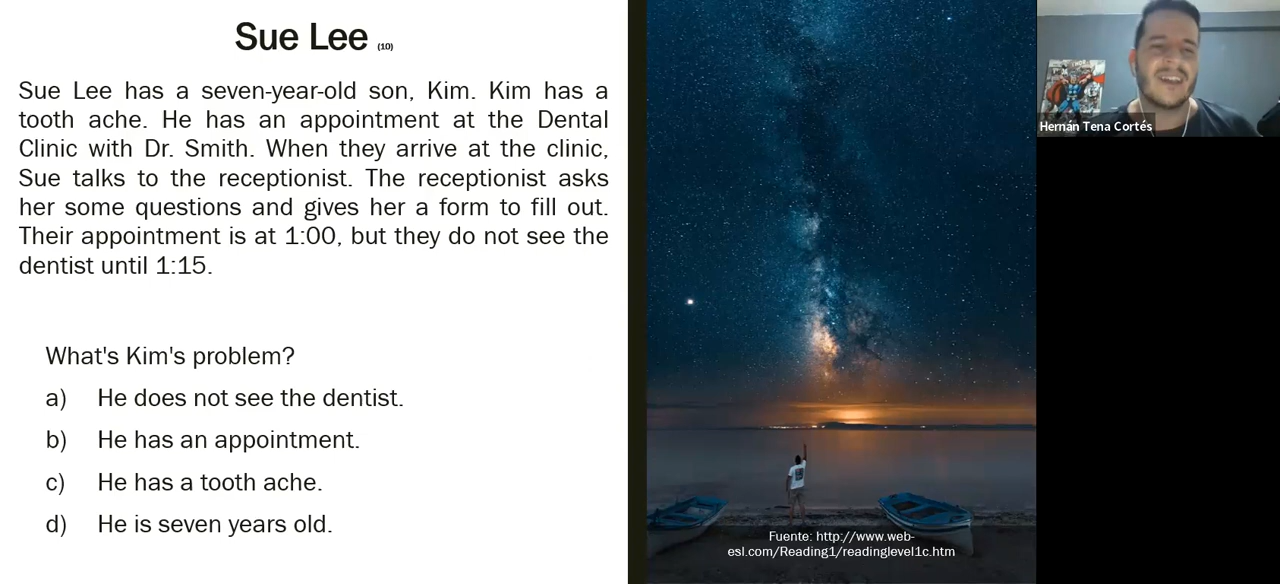 Sue Lee (10)
Sue Lee has a seven-year-old son, Kim. Kim has a
tooth ache. He has an appointment at the Dental
Clinic with Dr. Smith. When they arrive at the clinic,
Sue talks to the receptionist. The receptionist asks
her some questions and gives her a form to fill out.
Their appointment is at 1:00, but they do not see the
dentist until 1:15.
What's Kim's problem?
a) He does not see the dentist.
b) He has an appointment.
c) He has a tooth ache.
d) He is seven years old.
Fuente: http://www.web-
esl.com/Reading1/readinglevel1c.htm
Hernán Tena Cortés